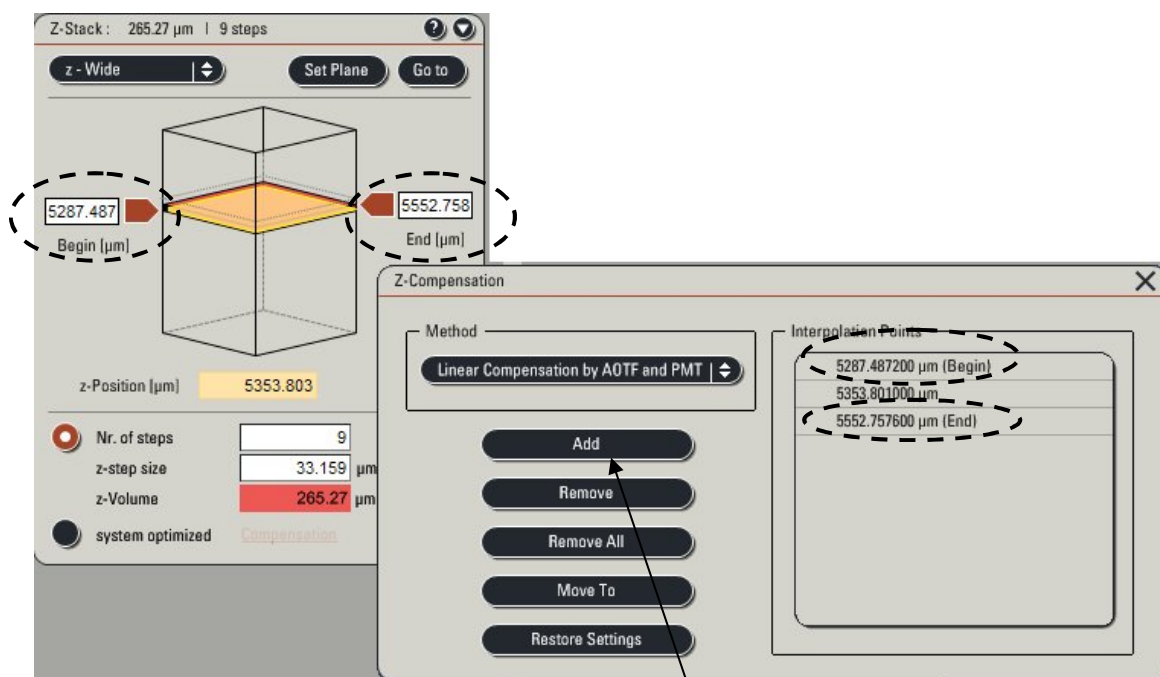 Z-Stack : 265.27 µm | 9 steps
z - Wide
Set Plane
Go to
5287.487
5552.758
Begin [µm]
End [µm]
z-Position [µm] 5353.803
Nr. of steps 9
z-step size 33.159 µm
z-Volume 265.27 µm
system optimized Compensation
Z-Compensation
Method
Linear Compensation by AOTF and PMT
Add
Remove
Remove All
Move To
Restore Settings
Interpolation Points
5287.487200 µm (Begin)
5353.801000 µm
5552.757600 µm (End)